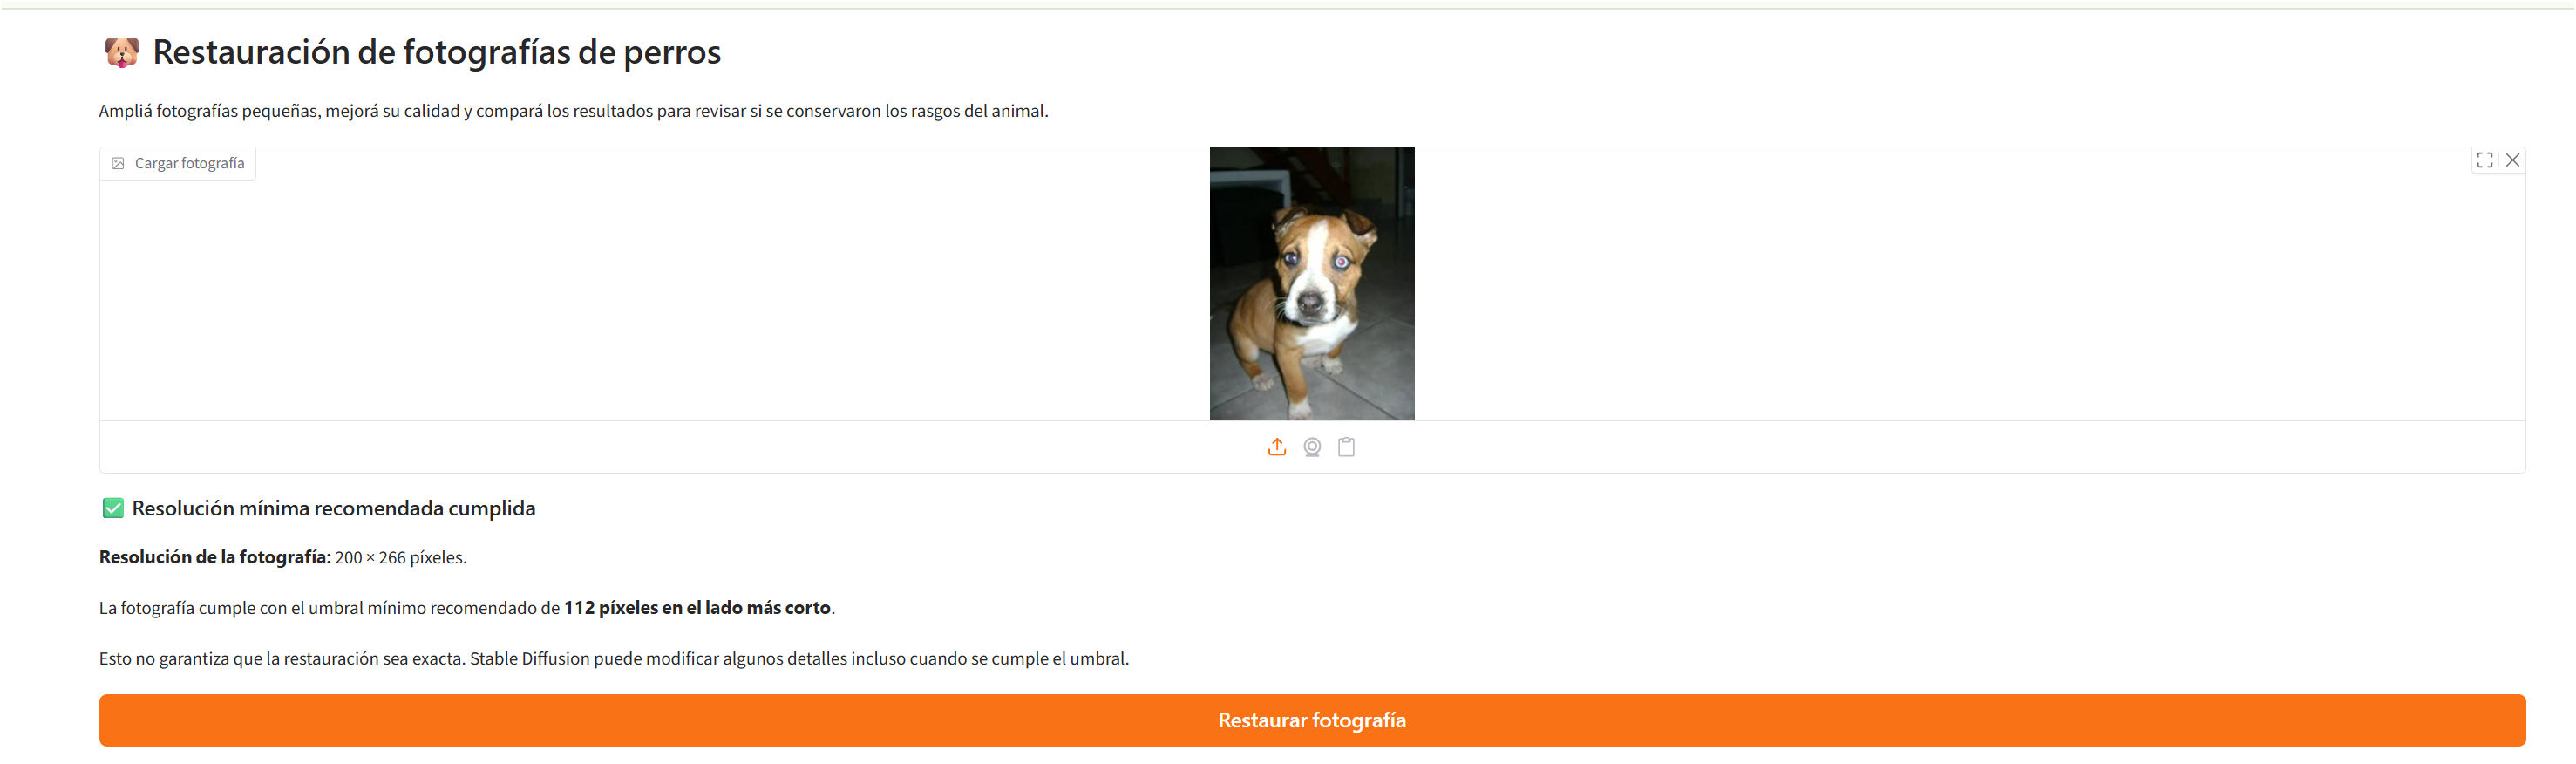 Restauración de fotografías de perros
Ampliá fotografías pequeñas, mejorá su calidad y compará los resultados para revisar si se conservaron los rasgos del animal.
Cargar fotografía
Resolución mínima recomendada cumplida
Resolución de la fotografía: 200 × 266 píxeles.
La fotografía cumple con el umbral mínimo recomendado de 112 píxeles en el lado más corto.
Esto no garantiza que la restauración sea exacta. Stable Diffusion puede modificar algunos detalles incluso cuando se cumple el umbral.
Restaurar fotografía